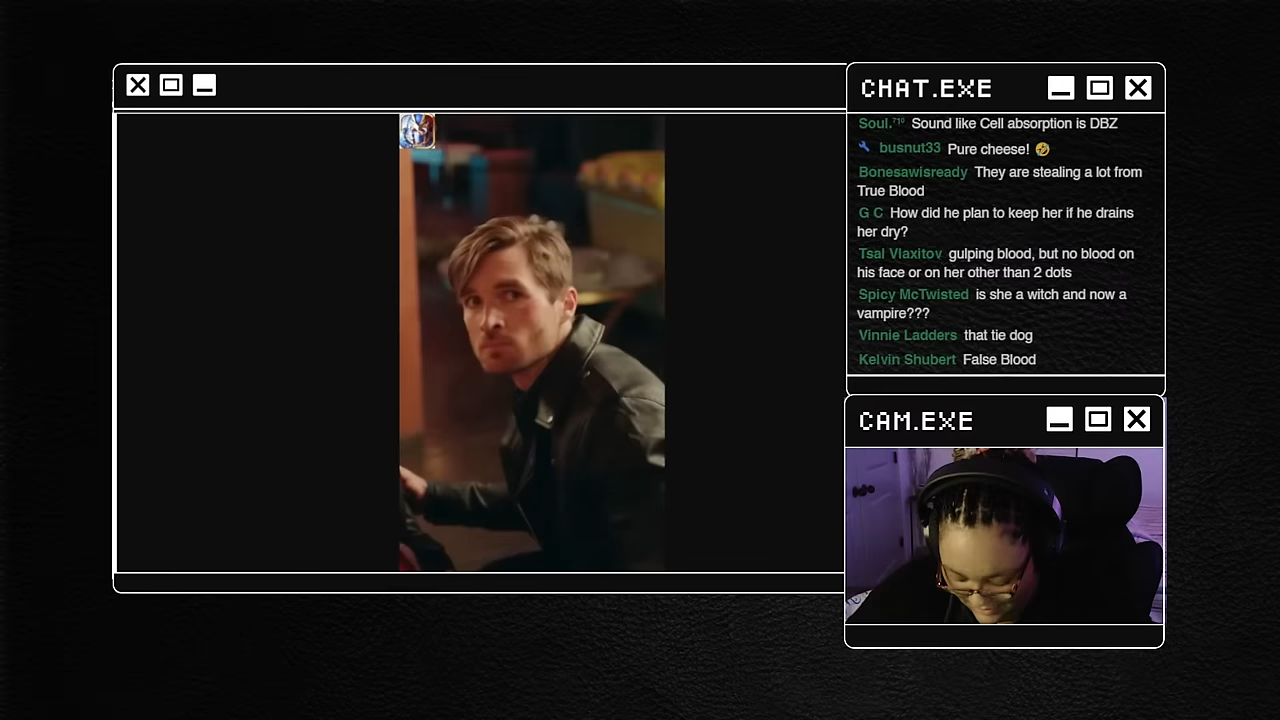 CHAT.EXE
Soul.⁷¹⁰ Sound like Cell absorption is DBZ
busnut33 Pure cheese! 🤣
Bonesawisready They are stealing a lot from
True Blood
G C How did he plan to keep her if he drains
her dry?
Tsal Vlaxitov gulping blood, but no blood on
his face or on her other than 2 dots
Spicy McTwisted is she a witch and now a
vampire???
Vinnie Ladders that tie dog
Kelvin Shubert False Blood
CAM.EXE